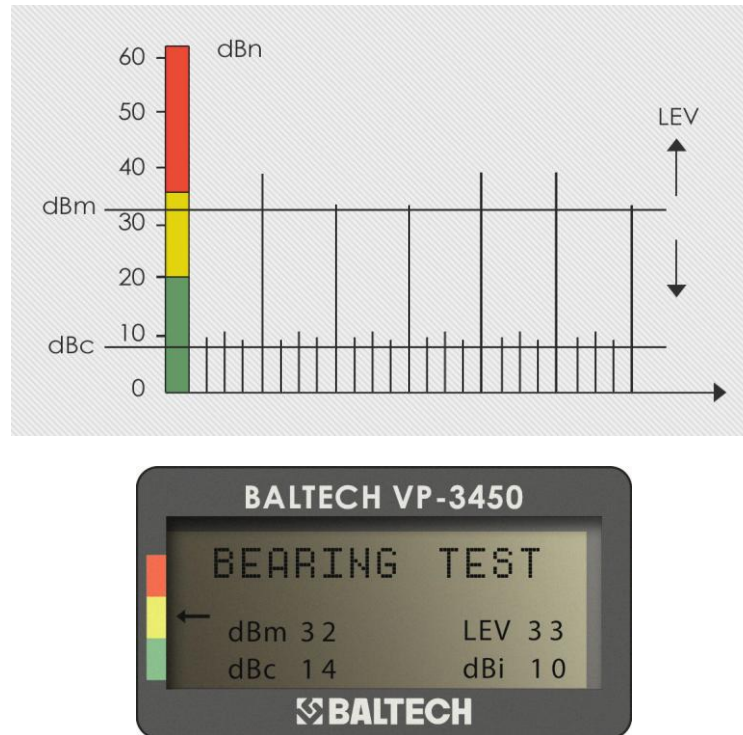 60 dBn
50
LEV
40
dBm
30
20
10
dBc
0
BALTECH VP-3450
BEARING TEST
dBm 32 LEV 33
dBc 14 dBi 10
BALTECH